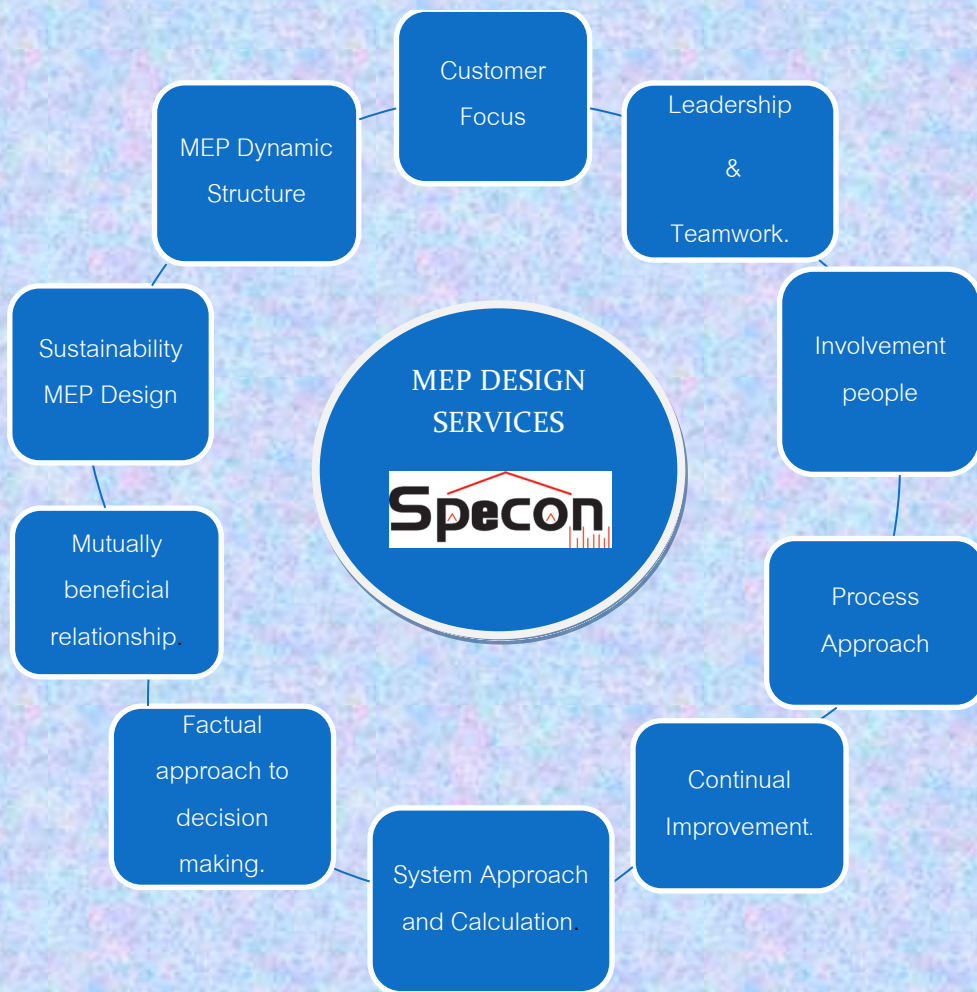 Customer
Focus
Leadership
&
Teamwork.
Involvement
people
Process
Approach
Continual
Improvement.
System Approach
and Calculation.
Factual
approach to
decision
making.
Mutually
beneficial
relationship.
Sustainability
MEP Design
MEP Dynamic
Structure
MEP DESIGN
SERVICES
Specon